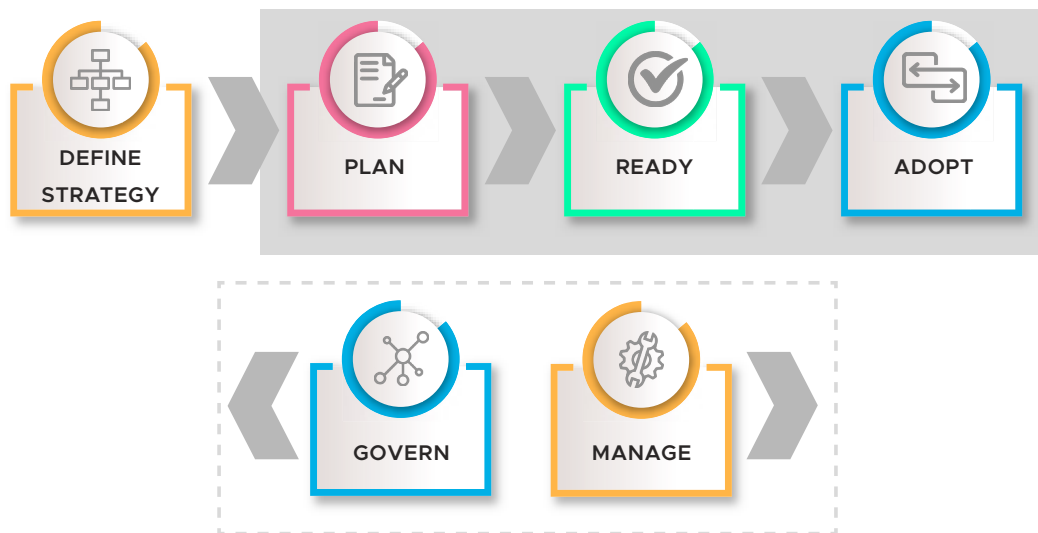 DEFINE
STRATEGY
PLAN
READY
ADOPT
GOVERN
MANAGE